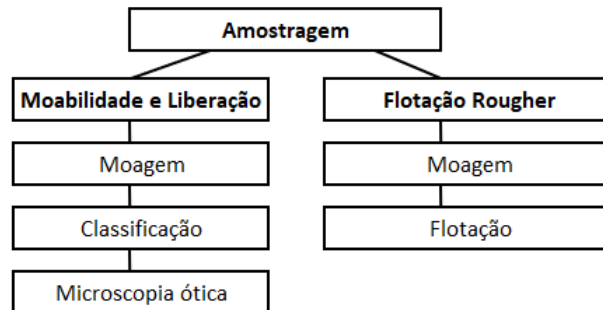 Amostragem
Moabilidade e Liberação
Flotação Rougher
Moagem
Moagem
Classificação
Flotação
Microscopia ótica